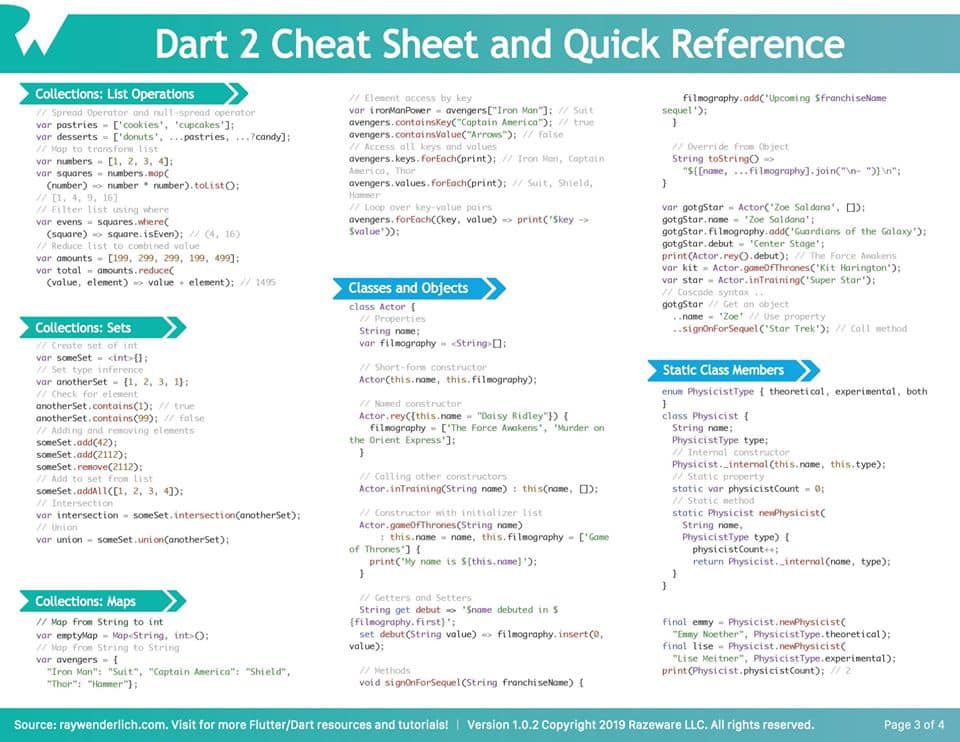 Dart 2 Cheat Sheet and Quick Reference
Collections: List Operations
// Spread Operator and null-spread operator
var pastries = ['cookies', 'cupcakes'];
var desserts = ['donuts', ...pastries, ...?candy];
// Map to transform list
var numbers = [1, 2, 3, 4];
var squares = numbers.map(
(number) => number * number).toList();
// [1, 4, 9, 16]
// Filter list using where
var evens = squares.where(
(square) => square.isEven); // (4, 16)
// Reduce list to combined value
var amounts = [199, 299, 299, 199, 499];
var total = amounts.reduce(
(value, element) => value + element); // 1495
Collections: Sets
// Create set of int
var someSet = <int>{};
// Set type inference
var anotherSet = {1, 2, 3, 1};
// Check for element
anotherSet.contains(1); // true
anotherSet.contains(99); // false
// Adding and removing elements
someSet.add(42);
someSet.add(2112);
someSet.remove(2112);
// Add to set from list
someSet.addAll([1, 2, 3, 4]);
// Intersection
var intersection = someSet.intersection(anotherSet);
// Union
var union = someSet.union(anotherSet);
Collections: Maps
// Map from String to int
var emptyMap = Map<String, int>();
// Map from String to String
var avengers = {
"Iron Man": "Suit", "Captain America": "Shield",
"Thor": "Hammer"};
// Element access by key
var ironManPower = avengers["Iron Man"]; // Suit
avengers.containsKey("Captain America"); // true
avengers.containsValue("Arrows"); // false
// Access all keys and values
avengers.keys.forEach(print); // Iron Man, Captain
America, Thor
avengers.values.forEach(print); // Suit, Shield,
Hammer
// Loop over key-value pairs
avengers.forEach((key, value) => print('$key ->
$value'));
Classes and Objects
class Actor {
// Properties
String name;
var filmography = <String>[];
// Short-form constructor
Actor(this.name, this.filmography);
// Named constructor
Actor.rey({this.name = "Daisy Ridley"}) {
filmography = ['The Force Awakens', 'Murder on
the Orient Express'];
}
// Calling other constructors
Actor.inTraining(String name) : this(name, []);
// Constructor with initializer list
Actor.gameOfThrones(String name)
: this.name = name, this.filmography = ['Game
of Thrones'] {
print('My name is ${this.name}');
}
// Getters and Setters
String get debut => '$name debuted in $
{filmography.first}';
set debut(String value) => filmography.insert(0,
value);
// Methods
void signOnForSequel(String franchiseName) {
filmography.add('Upcoming $franchiseName
sequel');
}
// Override from Object
String toString() =>
"${[name, ...filmography].join("\n- ")}\n";
}
var gotgStar = Actor('Zoe Saldana', []);
gotgStar.name = 'Zoe Saldana';
gotgStar.filmography.add('Guardians of the Galaxy');
gotgStar.debut = 'Center Stage';
print(Actor.rey().debut); // The Force Awakens
var kit = Actor.gameOfThrones('Kit Harington');
var star = Actor.inTraining('Super Star');
// Cascade syntax ..
gotgStar // Get an object
..name = 'Zoe' // Use property
..signOnForSequel('Star Trek'); // Call method
Static Class Members
enum PhysicistType { theoretical, experimental, both
}
class Physicist {
String name;
PhysicistType type;
// Internal constructor
Physicist._internal(this.name, this.type);
// Static property
static var physicistCount = 0;
// Static method
static Physicist newPhysicist(
String name,
PhysicistType type) {
physicistCount++;
return Physicist._internal(name, type);
}
}
final emmy = Physicist.newPhysicist(
"Emmy Noether", PhysicistType.theoretical);
final lise = Physicist.newPhysicist(
"Lise Meitner", PhysicistType.experimental);
print(Physicist.physicistCount); // 2
Source: raywenderlich.com. Visit for more Flutter/Dart resources and tutorials! | Version 1.0.2 Copyright 2019 Razeware LLC. All rights reserved. Page 3 of 4